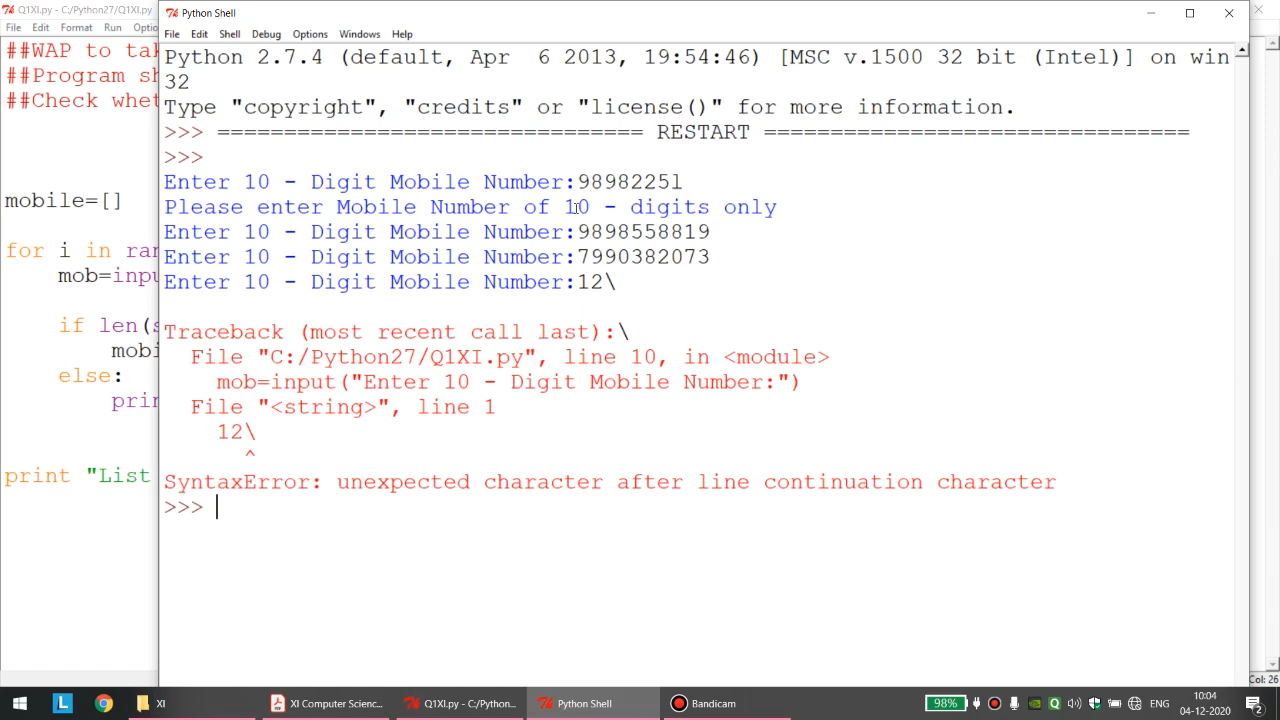 Q1XI.py - C:/Python27/Q1XI.py
File Edit Format Run Optio
##WAP to tak
##Program sh
##Check whet
mobile=[]
for i in ran
mob=inpu
if len(s
mobi
else:
prin
print "List
Python Shell
File Edit Shell Debug Options Windows Help
Python 2.7.4 (default, Apr  6 2013, 19:54:46) [MSC v.1500 32 bit (Intel)] on win
32
Type "copyright", "credits" or "license()" for more information.
>>> ================================ RESTART ================================
>>>
Enter 10 - Digit Mobile Number:9898225l
Please enter Mobile Number of 10 - digits only
Enter 10 - Digit Mobile Number:9898558819
Enter 10 - Digit Mobile Number:7990382073
Enter 10 - Digit Mobile Number:12\
Traceback (most recent call last):\
File "C:/Python27/Q1XI.py", line 10, in <module>
mob=input("Enter 10 - Digit Mobile Number:")
File "<string>", line 1
12\
^
SyntaxError: unexpected character after line continuation character
>>>
Col: 26
XI
XI Computer Scienc...
Q1XI.py - C:/Python...
Python Shell
Bandicam
98%
ENG
10:04
04-12-2020
2